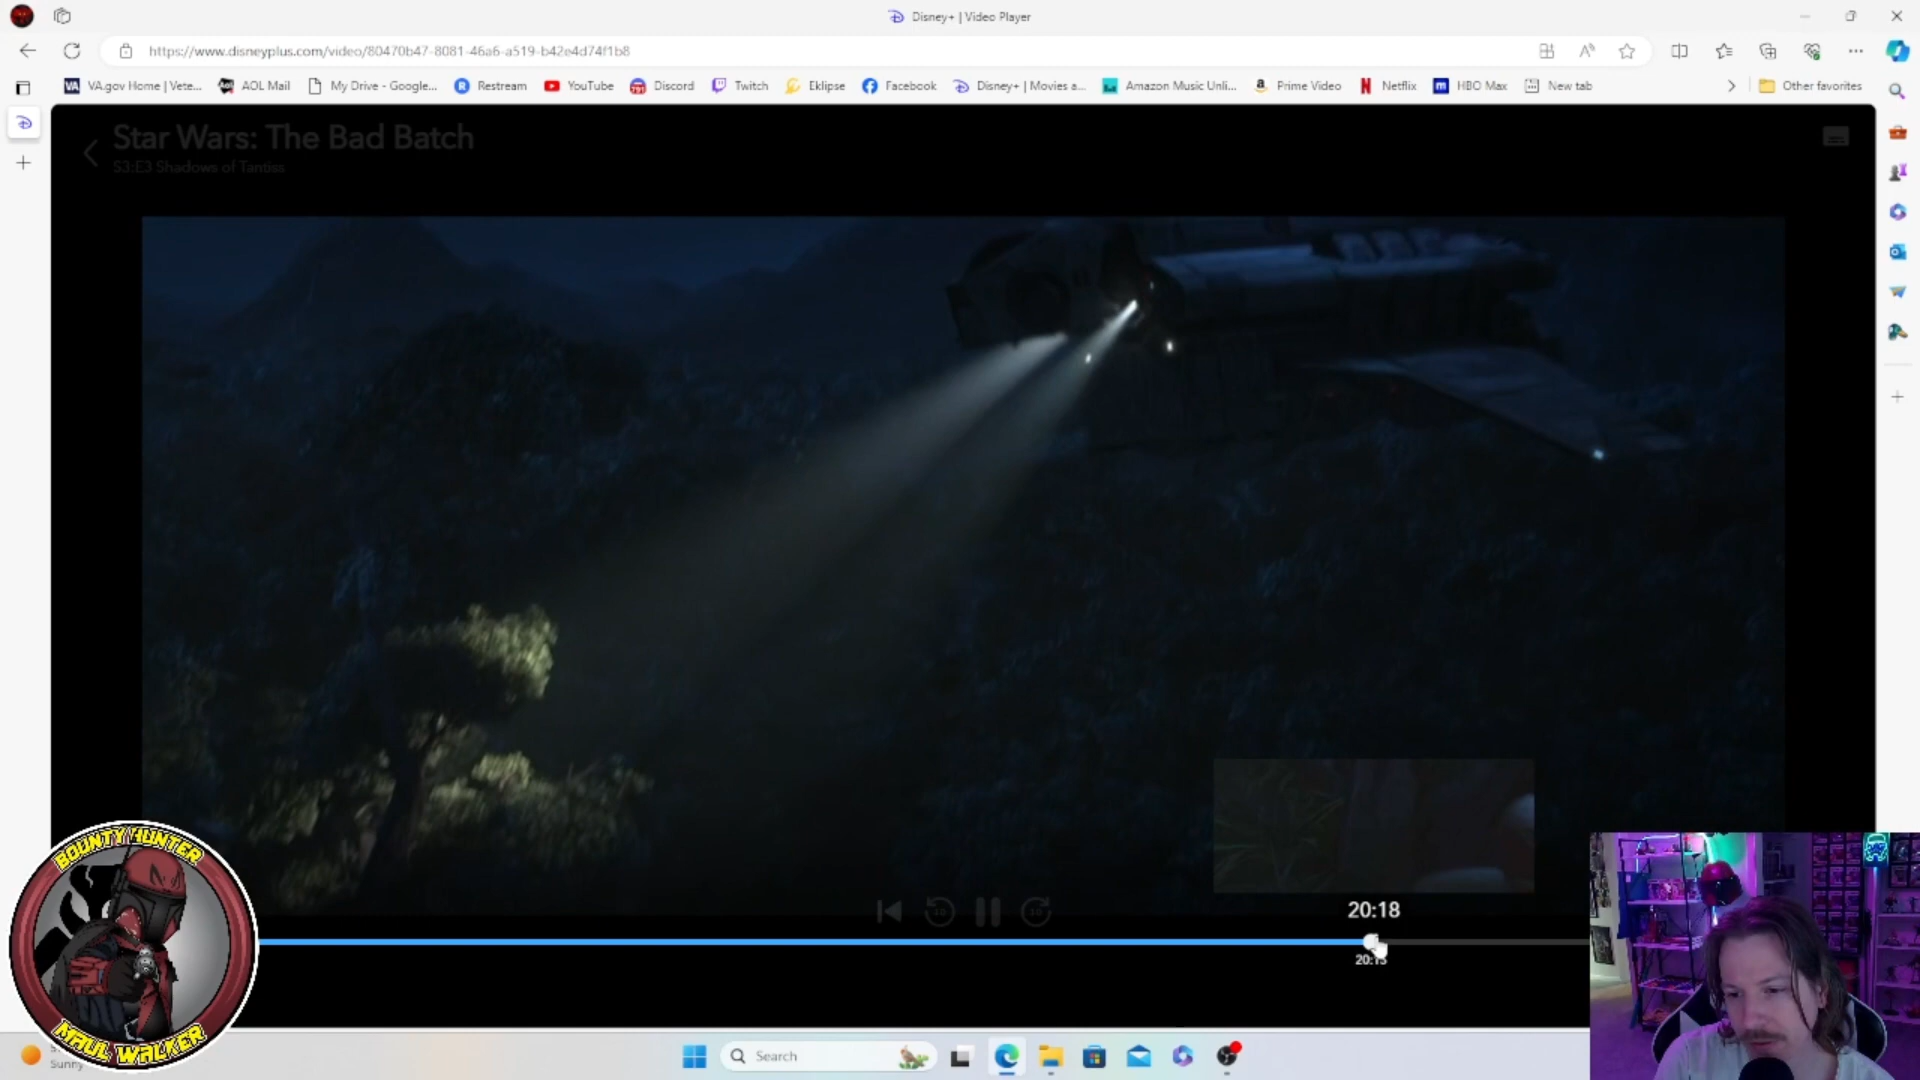 Disney+ | Video Player
https://www.disneyplus.com/video/80470b47-8081-46a6-a519-b42e4d74f1b8
VA.gov Home | Vete...
AOL Mail
My Drive - Google...
Restream
YouTube
Discord
Twitch
Eklipse
Facebook
Disney+ | Movies a...
Amazon Music Unli...
Prime Video
Netflix
HBO Max
New tab
Other favorites
Star Wars: The Bad Batch
S3:E3 Shadows of Tantiss
20:18
BOUNTY HUNTER
MAUL WALKER
Sunny
Search